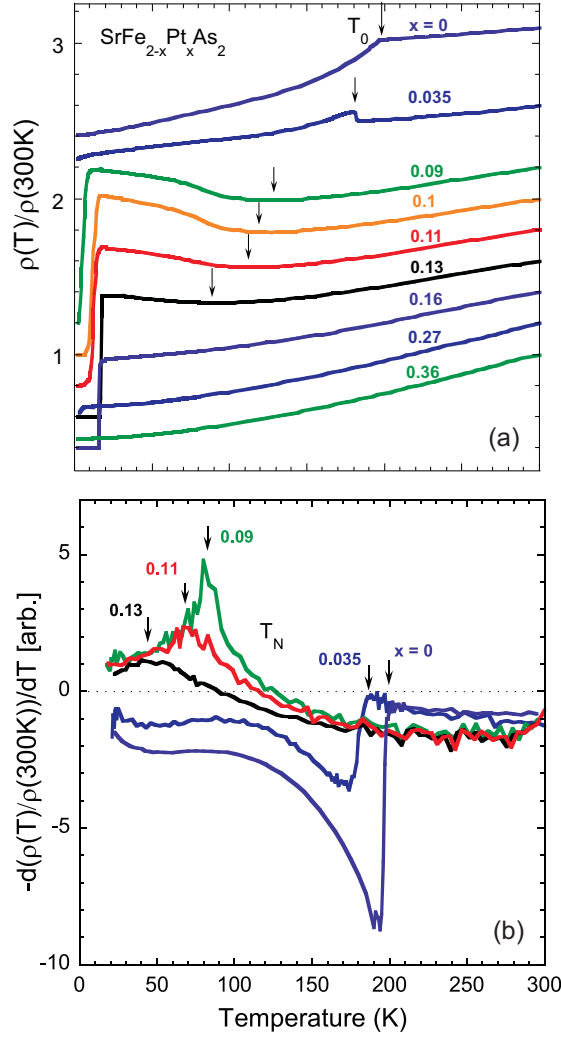 SrFe2-xPtxAs2
T0
x = 0
0.035
0.09
0.1
0.11
0.13
0.16
0.27
0.36
3
2
1
ρ(T)/ρ(300K)
(a)
0.09
0.11
0.13
TN
0.035
x = 0
5
0
-5
-10
-d(ρ(T)/ρ(300K))/dT [arb.]
(b)
0 50 100 150 200 250 300
Temperature (K)